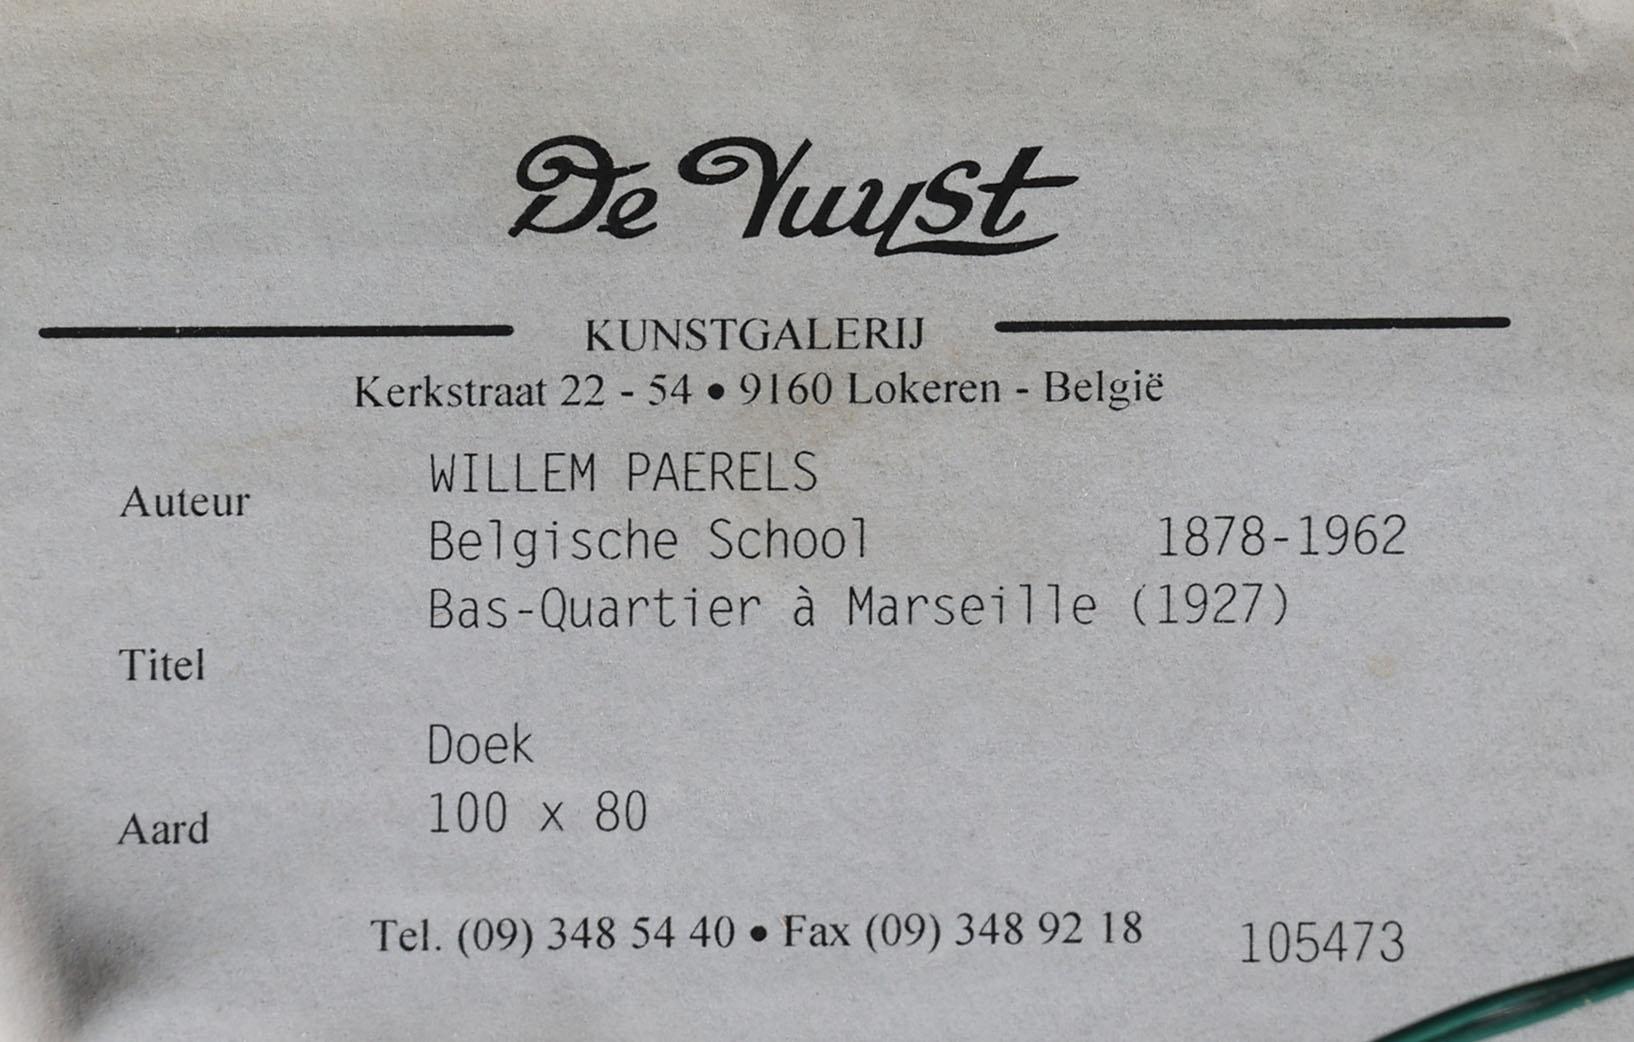 De Vuyst
KUNSTGALERIJ
Kerkstraat 22 - 54 • 9160 Lokeren - België
WILLEM PAERELS
Auteur
Belgische School 1878-1962
Bas-Quartier à Marseille (1927)
Titel
Doek
100 x 80
Aard
Tel. (09) 348 54 40 • Fax (09) 348 92 18 105473